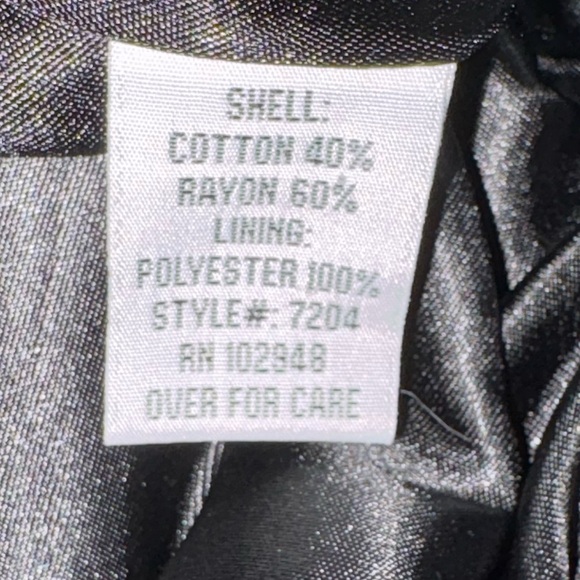 SHELL:
COTTON 40%
RAYON 60%
LINING:
POLYESTER 100%
STYLE#: 7204
RN 102948
OVER FOR CARE